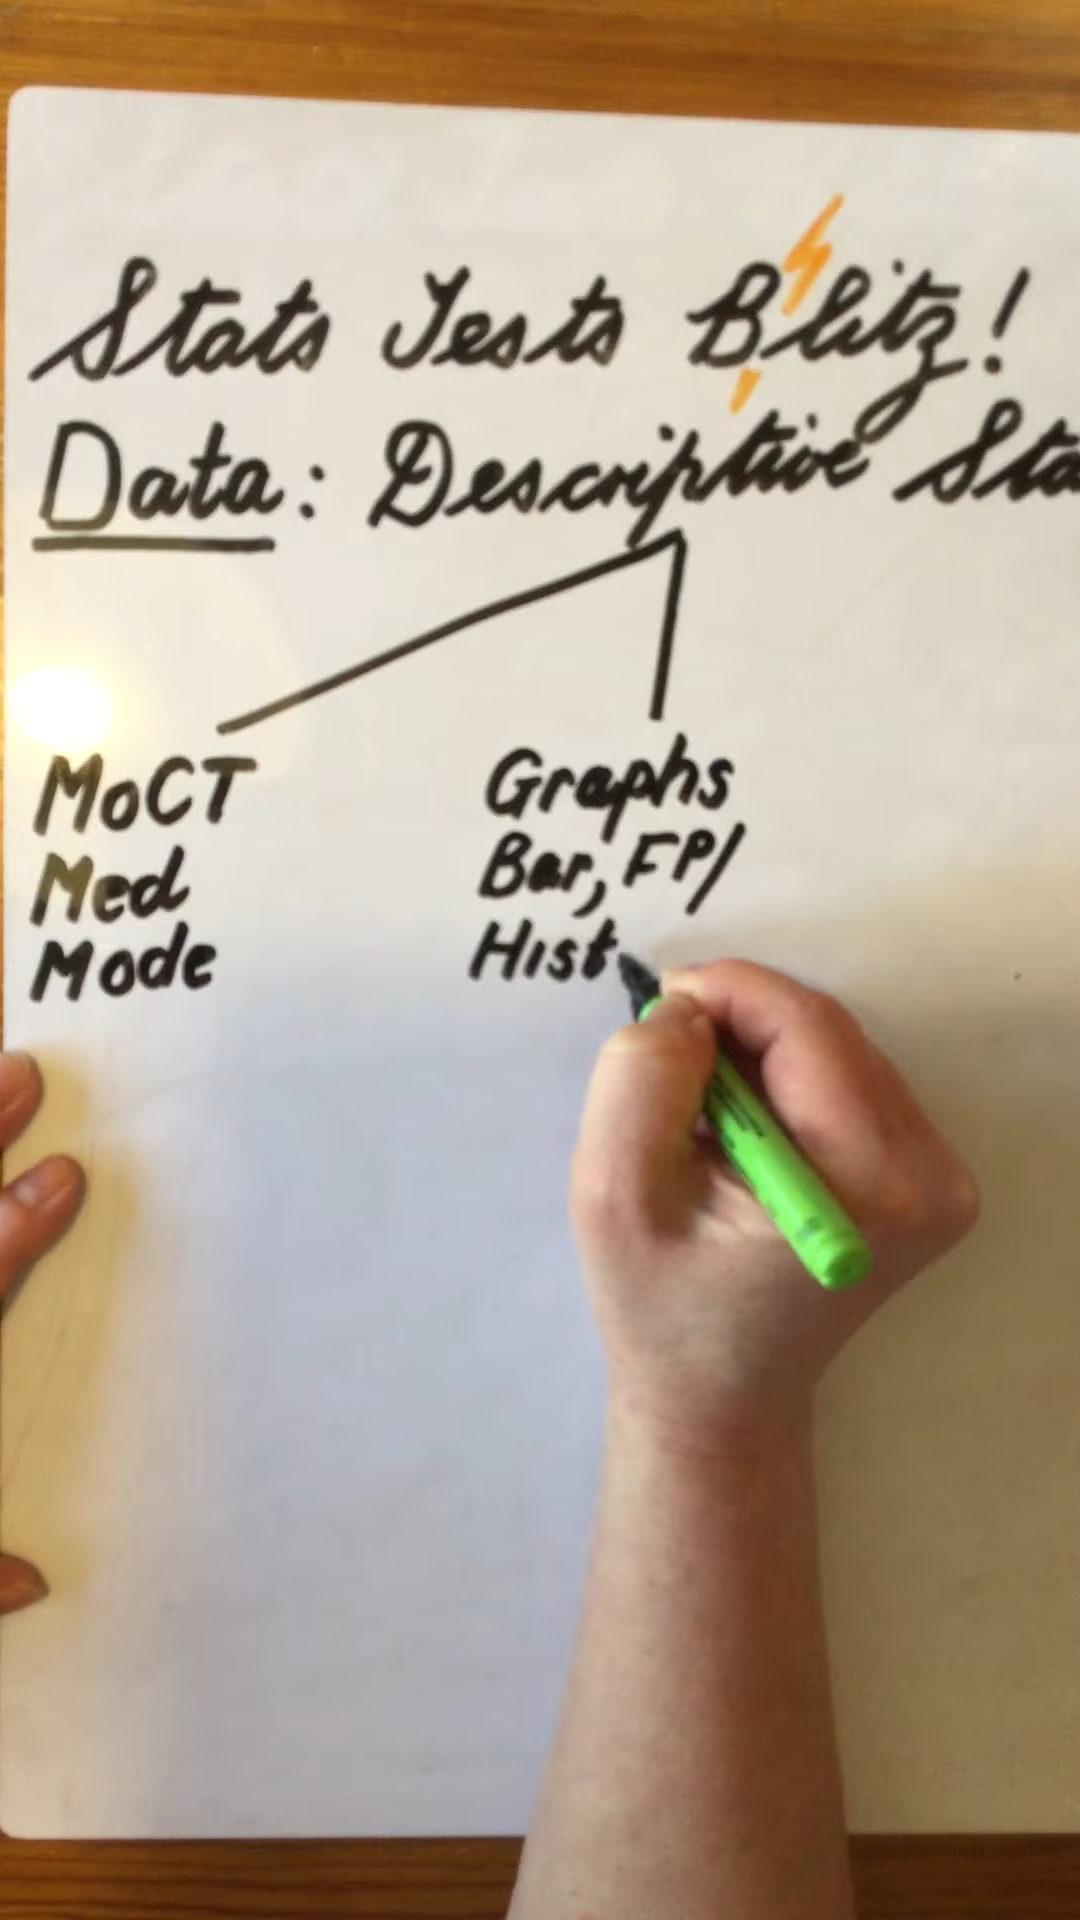 Stats Tests Blitz!
Data: Descriptive Sta
MoCT
Med
Mode
Graphs
Bar, FP/
Hist